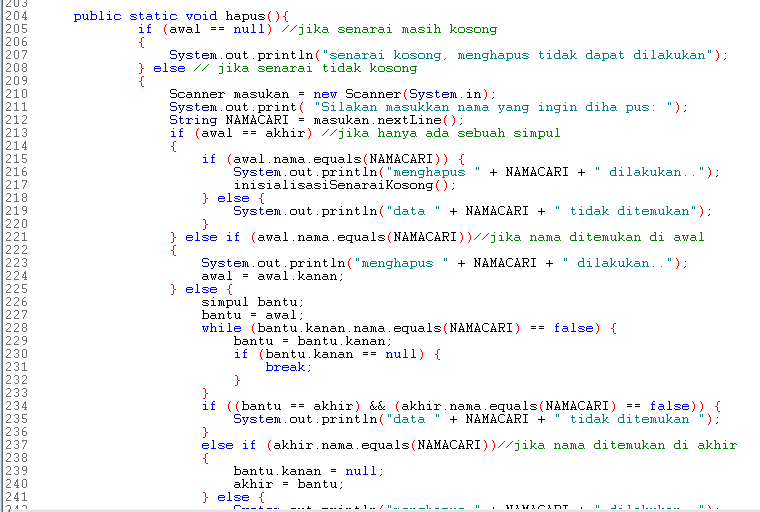 203
204 public static void hapus(){
205 if (awal == null) //jika senarai masih kosong
206 {
207 System.out.println("senarai kosong, menghapus tidak dapat dilakukan");
208 } else // jika senarai tidak kosong
209 {
210 Scanner masukan = new Scanner(System.in);
211 System.out.print( "Silakan masukkan nama yang ingin diha pus: ");
212 String NAMACARI = masukan.nextLine();
213 if (awal == akhir) //jika hanya ada sebuah simpul
214 {
215 if (awal.nama.equals(NAMACARI)) {
216 System.out.println("menghapus " + NAMACARI + " dilakukan..");
217 inisialisasiSenaraiKosong();
218 } else {
219 System.out.println("data " + NAMACARI + " tidak ditemukan");
220 }
221 } else if (awal.nama.equals(NAMACARI))//jika nama ditemukan di awal
222 {
223 System.out.println("menghapus " + NAMACARI + " dilakukan..");
224 awal = awal.kanan;
225 } else {
226 simpul bantu;
227 bantu = awal;
228 while (bantu.kanan.nama.equals(NAMACARI) == false) {
229 bantu = bantu.kanan;
230 if (bantu.kanan == null) {
231 break;
232 }
233 }
234 if ((bantu == akhir) && (akhir.nama.equals(NAMACARI) == false)) {
235 System.out.println("data " + NAMACARI + " tidak ditemukan ");
236 }
237 else if (akhir.nama.equals(NAMACARI))//jika nama ditemukan di akhir
238 {
239 bantu.kanan = null;
240 akhir = bantu;
241 } else {
242 System.out.println("menghapus " + NAMACARI + " dilakukan..");